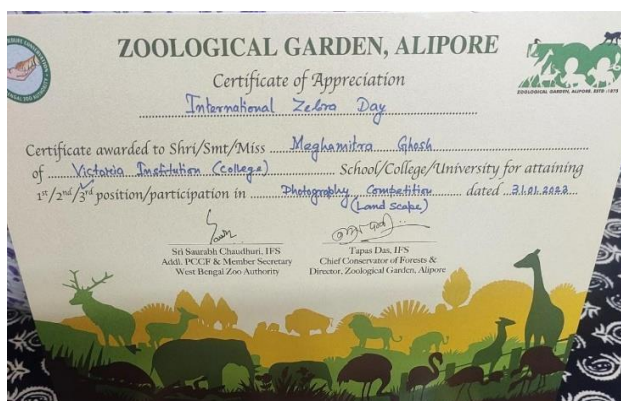 ZOOLOGICAL GARDEN, ALIPORE
Certificate of Appreciation
International Zebra Day
ZOOLOGICAL GARDEN, ALIPORE. ESTD -1875
Certificate awarded to Shri/Smt/Miss Meghamitra Ghosh
of Victoria Institution (College) School/College/University for attaining
1st/2nd/3rd position/participation in Photography Competition dated 31.01.2023
(Land scape)
Sri Saurabh Chaudhuri, IFS
Addl. PCCF & Member Secretary
West Bengal Zoo Authority
Tapas Das, IFS
Chief Conservator of Forests &
Director, Zoological Garden, Alipore